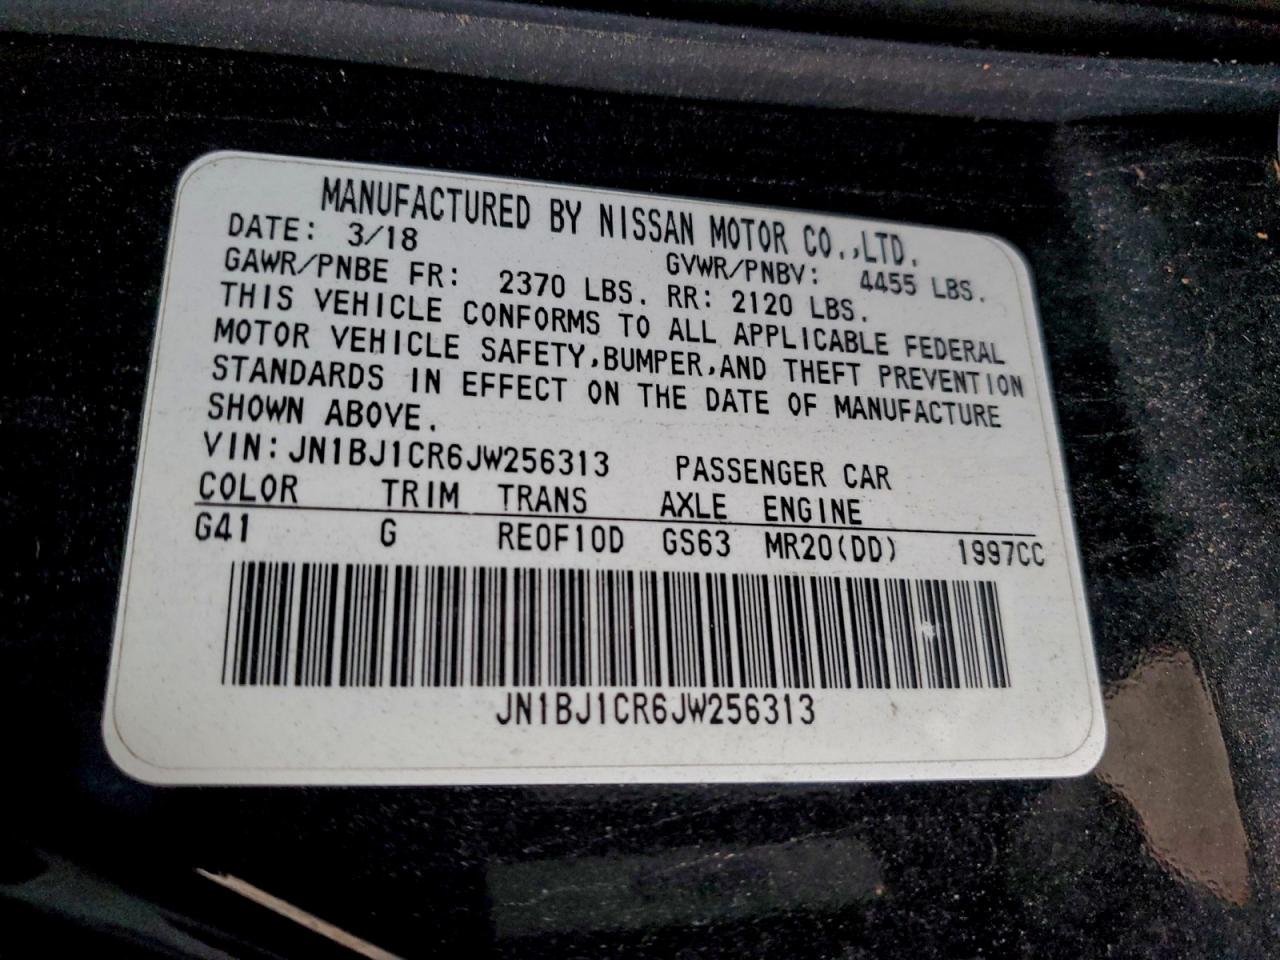 MANUFACTURED BY NISSAN MOTOR CO.,LTD.
DATE: 3/18 GVWR/PNBV: 4455 LBS.
GAWR/PNBE FR: 2370 LBS. RR: 2120 LBS.
THIS VEHICLE CONFORMS TO ALL APPLICABLE FEDERAL
MOTOR VEHICLE SAFETY,BUMPER,AND THEFT PREVENTION
STANDARDS IN EFFECT ON THE DATE OF MANUFACTURE
SHOWN ABOVE.
VIN:JN1BJ1CR6JW256313 PASSENGER CAR
COLOR TRIM TRANS AXLE ENGINE
G41 G RE0F10D GS63 MR20(DD) 1997CC
JN1BJ1CR6JW256313